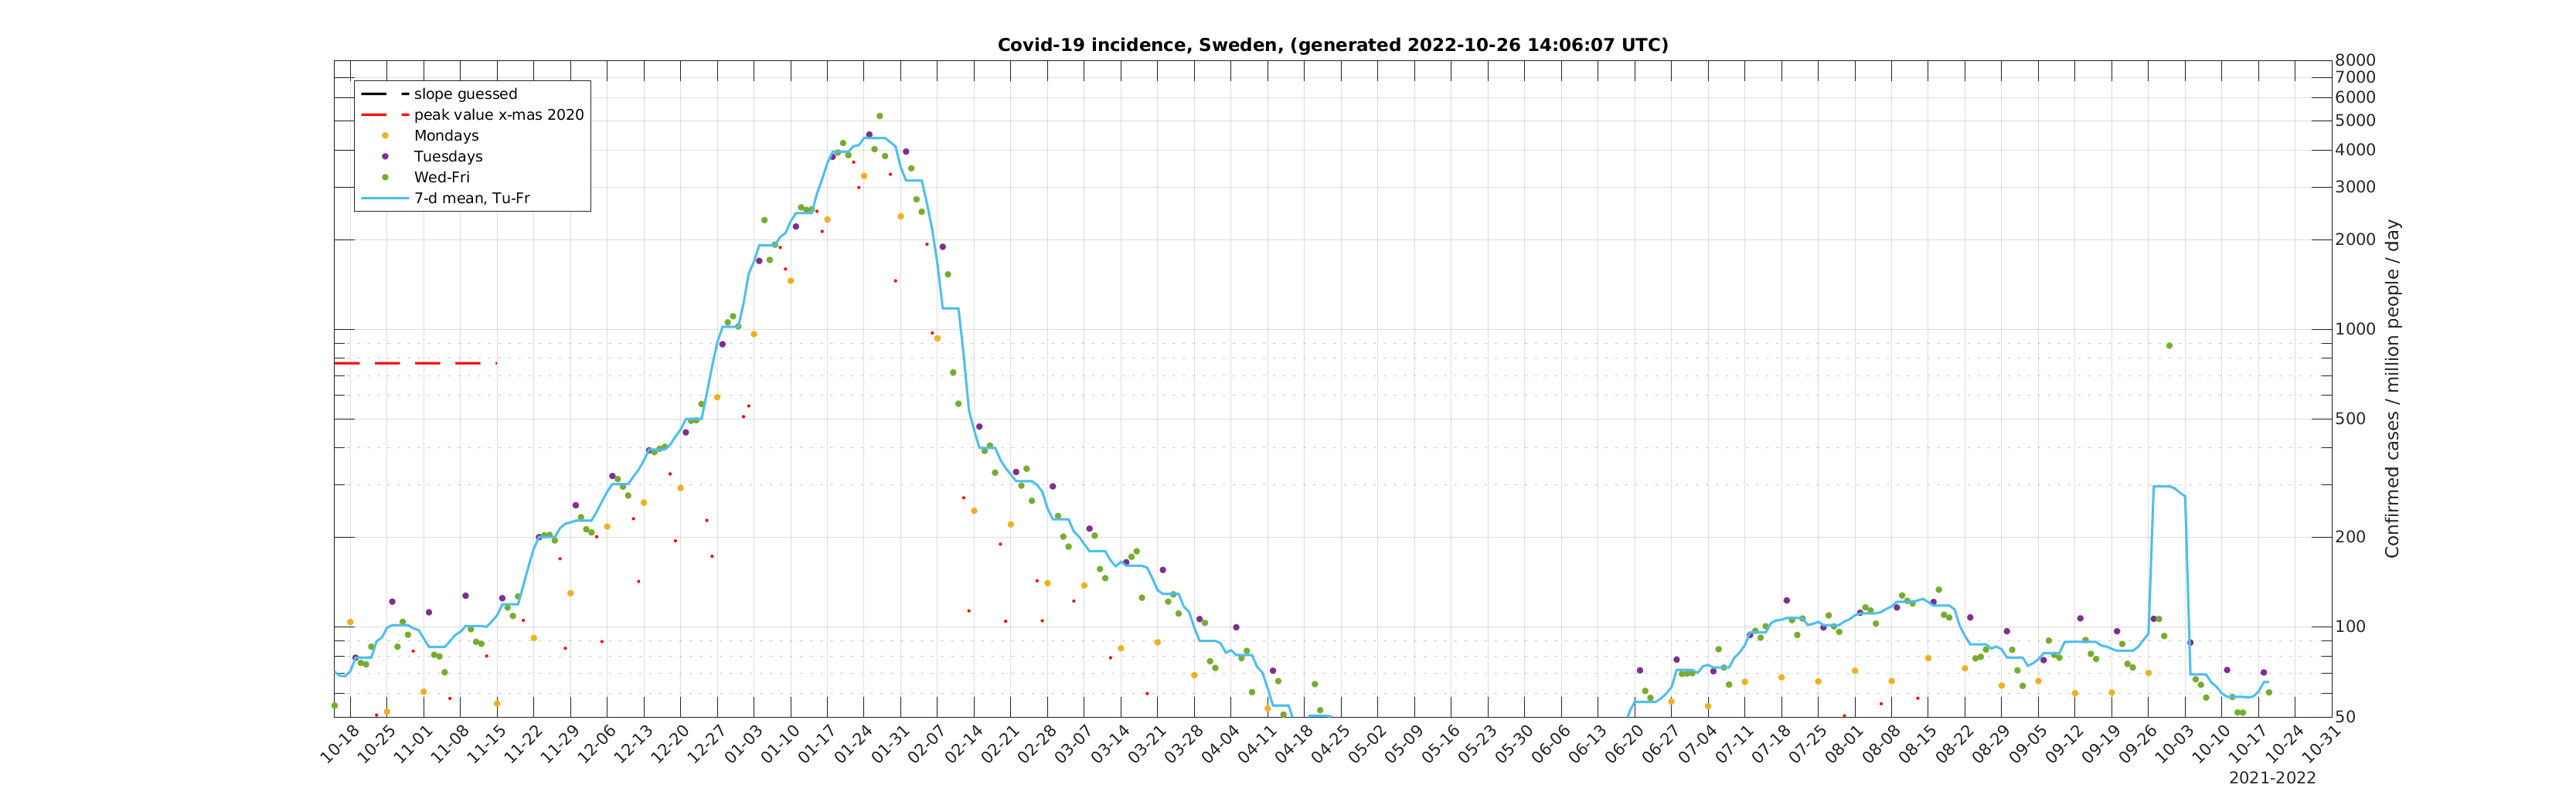 Covid-19 incidence, Sweden, (generated 2022-10-26 14:06:07 UTC)
slope guessed
peak value x-mas 2020
Mondays
Tuesdays
Wed-Fri
7-d mean, Tu-Fr
8000
7000
6000
5000
4000
3000
2000
1000
500
200
100
50
Confirmed cases / million people / day
10-18 10-25 11-01 11-08 11-15 11-22 11-29 12-06 12-13 12-20 12-27 01-03 01-10 01-17 01-24 01-31 02-07 02-14 02-21 02-28 03-07 03-14 03-21 03-28 04-04 04-11 04-18 04-25 05-02 05-09 05-16 05-23 05-30 06-06 06-13 06-20 06-27 07-04 07-11 07-18 07-25 08-01 08-08 08-15 08-22 08-29 09-05 09-12 09-19 09-26 10-03 10-10 10-17 10-24 10-31
2021-2022